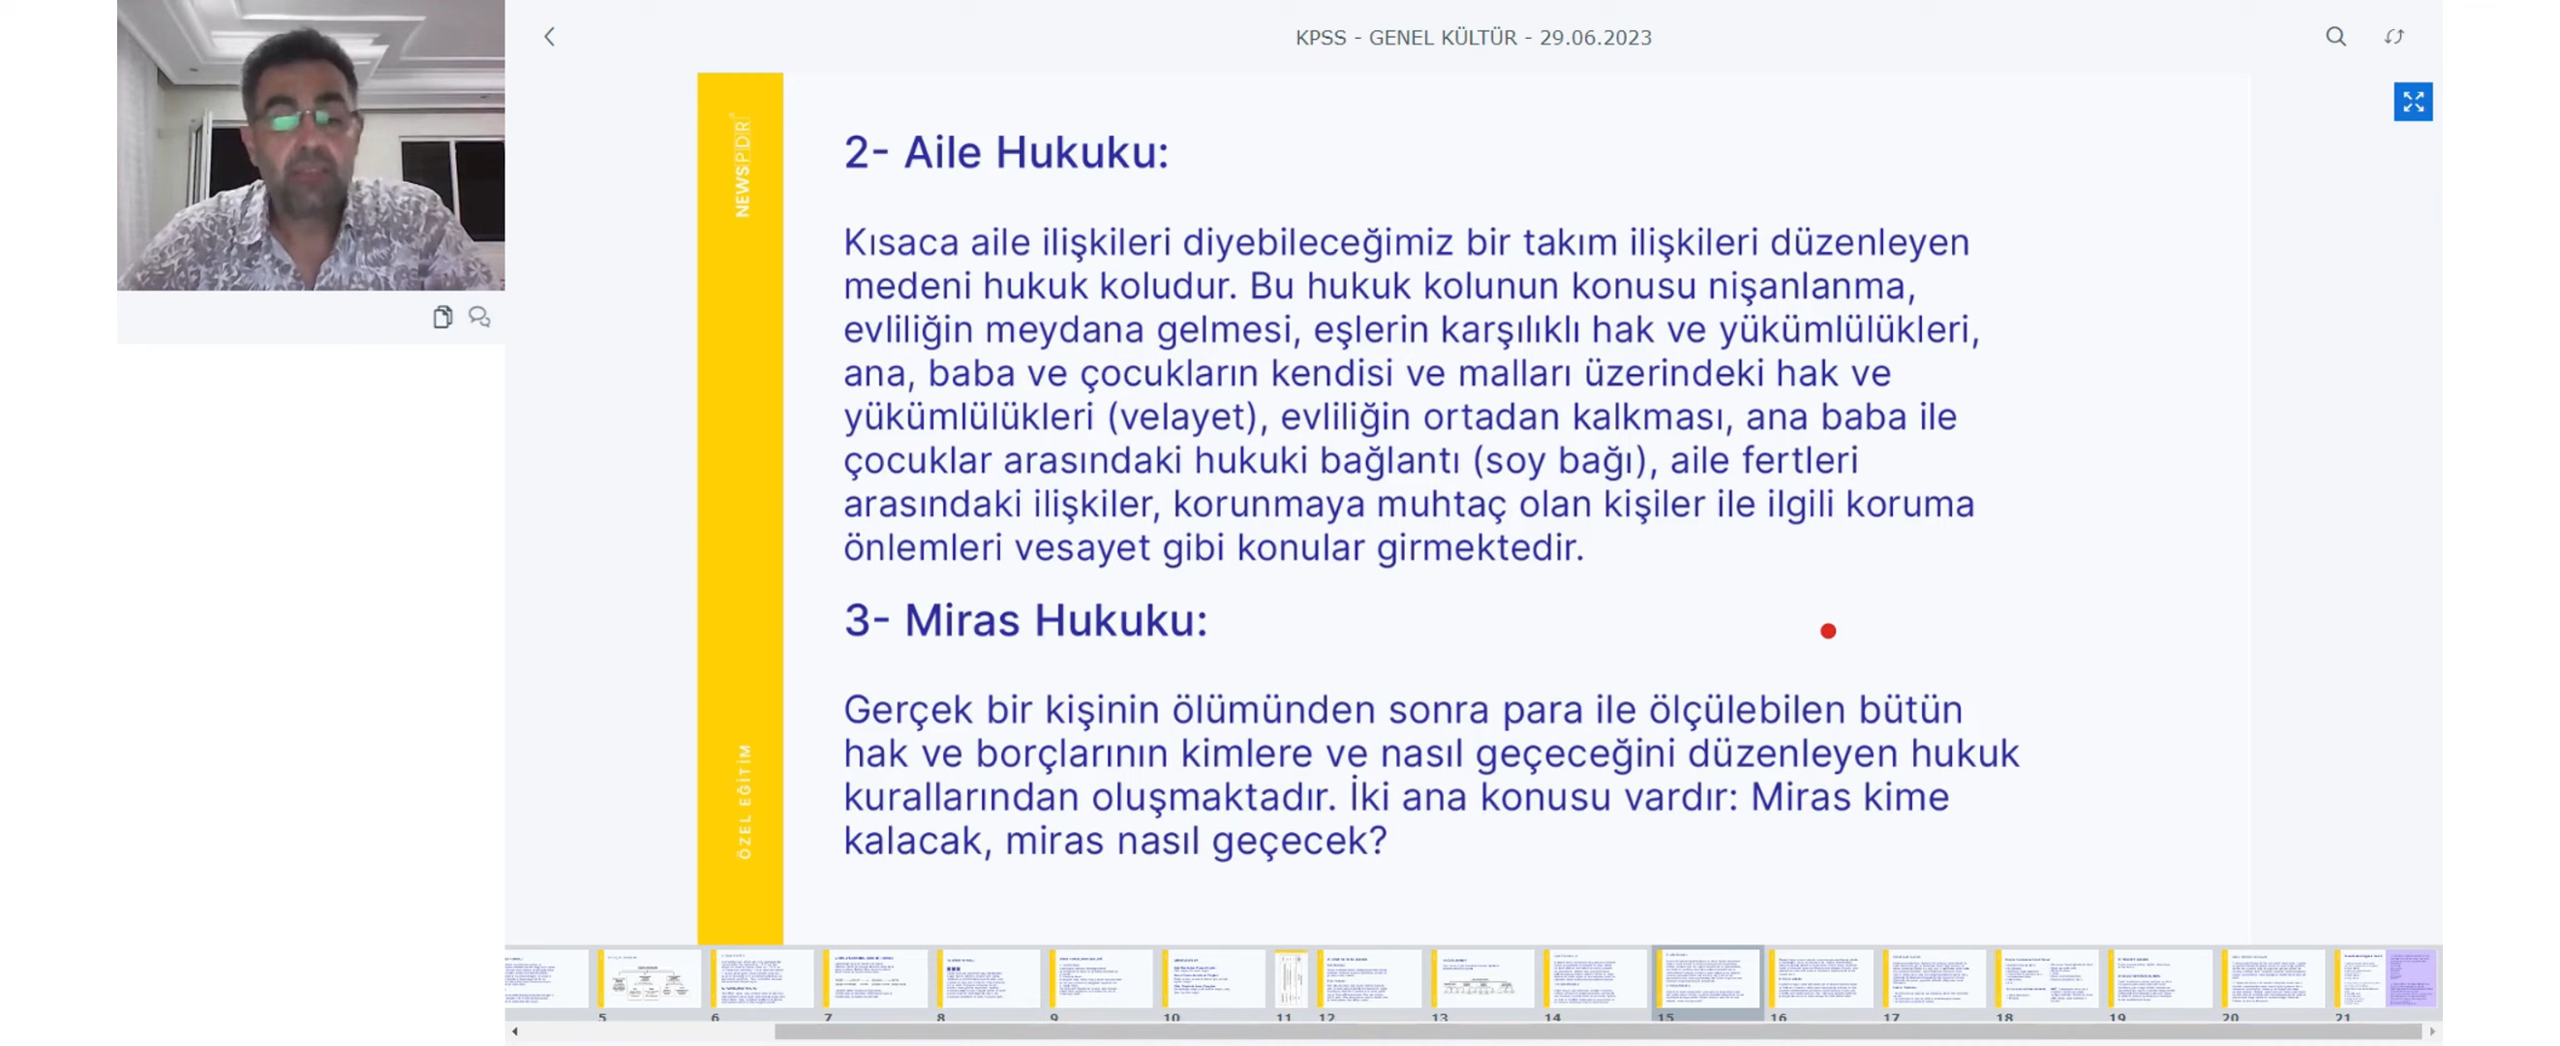 KPSS - GENEL KÜLTÜR - 29.06.2023
NEWSPDR
ÖZEL EĞİTİM
2- Aile Hukuku:
Kısaca aile ilişkileri diyebileceğimiz bir takım ilişkileri düzenleyen
medeni hukuk koludur. Bu hukuk kolunun konusu nişanlanma,
evliliğin meydana gelmesi, eşlerin karşılıklı hak ve yükümlülükleri,
ana, baba ve çocukların kendisi ve malları üzerindeki hak ve
yükümlülükleri (velayet), evliliğin ortadan kalkması, ana baba ile
çocuklar arasındaki hukuki bağlantı (soy bağı), aile fertleri
arasındaki ilişkiler, korunmaya muhtaç olan kişiler ile ilgili koruma
önlemleri vesayet gibi konular girmektedir.
3- Miras Hukuku:
Gerçek bir kişinin ölümünden sonra para ile ölçülebilen bütün
hak ve borçlarının kimlere ve nasıl geçeceğini düzenleyen hukuk
kurallarından oluşmaktadır. İki ana konusu vardır: Miras kime
kalacak, miras nasıl geçecek?
5 6 7 8 9 10 11 12 13 14 15 16 17 18 19 20 21